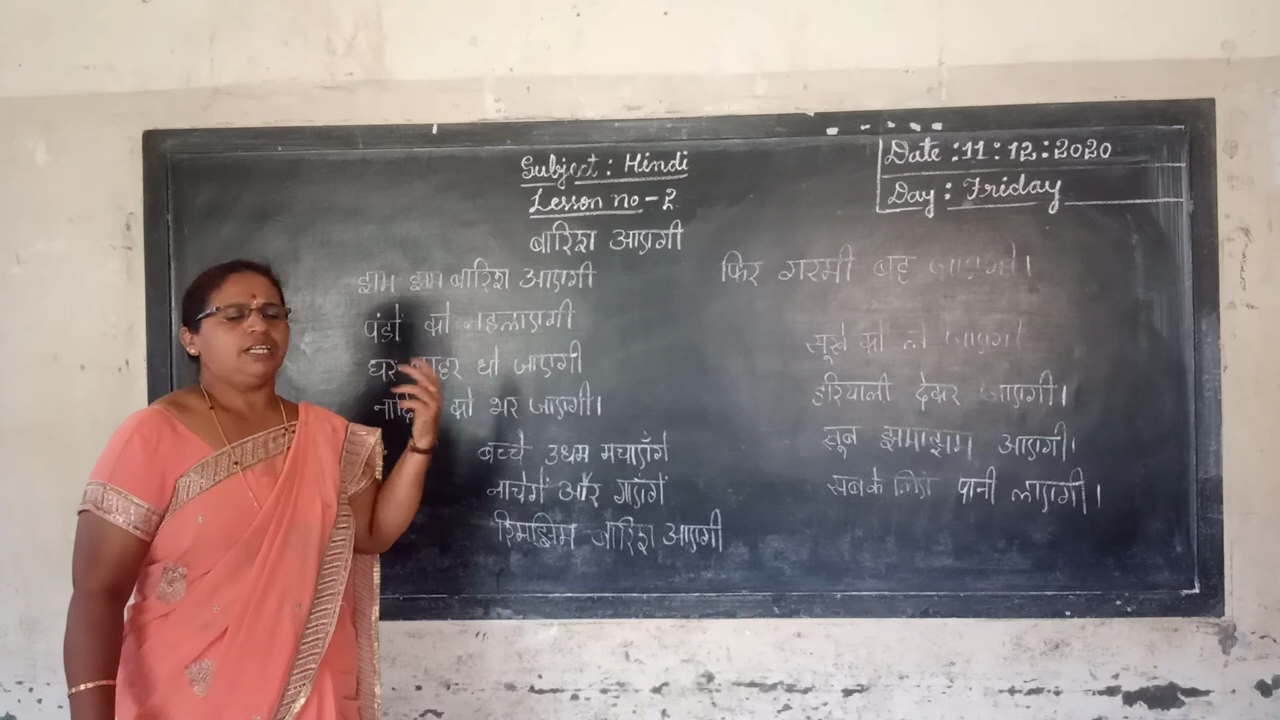 Subject : Hindi
Lesson no - 2
Date : 11 : 12 : 2020
Day : Friday
बारिश आएगी
झम झम बारिश आएगी
पेडों को नहलाएगी
घर बाहर धो जाएगी
को भर जाएगी।
बच्चे उधम मचाएँगे
नाचेगें और गाएँगें
रिमझिम बारिश आएगी
फिर गरमी बह जाएगी।
सूखे को ले जाएगी
हरियाली देकर जाएगी।
खूब झमाझम आएगी।
सबके लिए पानी लाएगी।